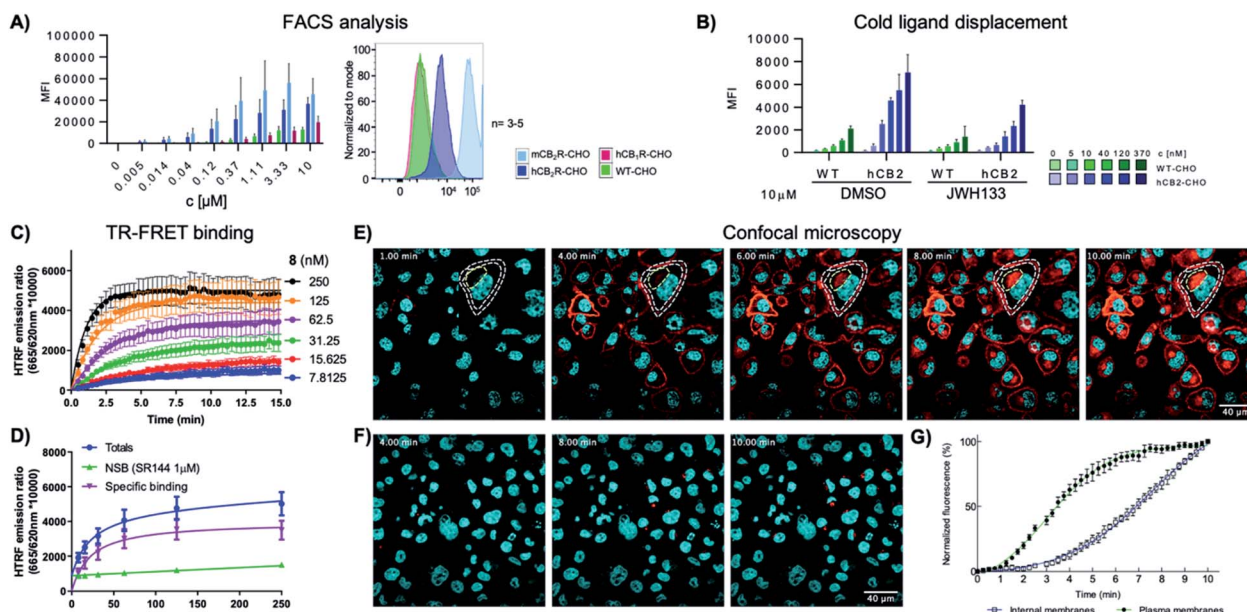 A)
FACS analysis
100000
80000
60000
40000
20000
0
MFI
0
0.005
0.014
0.04
0.12
0.37
1.11
3.33
10
c [µM]
100
80
60
40
20
0
Normalized to mode
0
10⁴
10⁵
n= 3-5
mCB₂R-CHO
hCB₁R-CHO
hCB₂R-CHO
WT-CHO
B)
Cold ligand displacement
10000
8000
6000
4000
2000
0
MFI
WT
hCB2
WT
hCB2
10µM
DMSO
JWH133
0 5 10 40 120 370 c [nM]
WT-CHO
hCB2-CHO
C)
TR-FRET binding
HTRF emission ratio
(665/620nm *10000)
6000
4000
2000
0
0.0 2.5 5.0 7.5 10.0 12.5 15.0
Time (min)
8 (nM)
250
125
62.5
31.25
15.625
7.8125
D)
Totals
NSB (SR144 1µM)
Specific binding
HTRF emission ratio
(665/620nm *10000)
8000
6000
4000
2000
0
0 50 100 150 200 250
E)
Confocal microscopy
1.00 min
4.00 min
6.00 min
8.00 min
10.00 min
40 µm
F)
4.00 min
8.00 min
10.00 min
40 µm
G)
Normalized fluorescence (%)
100
50
0 1 2 3 4 5 6 7 8 9 10
Time (min)
Internal membranes
Plasma membranes